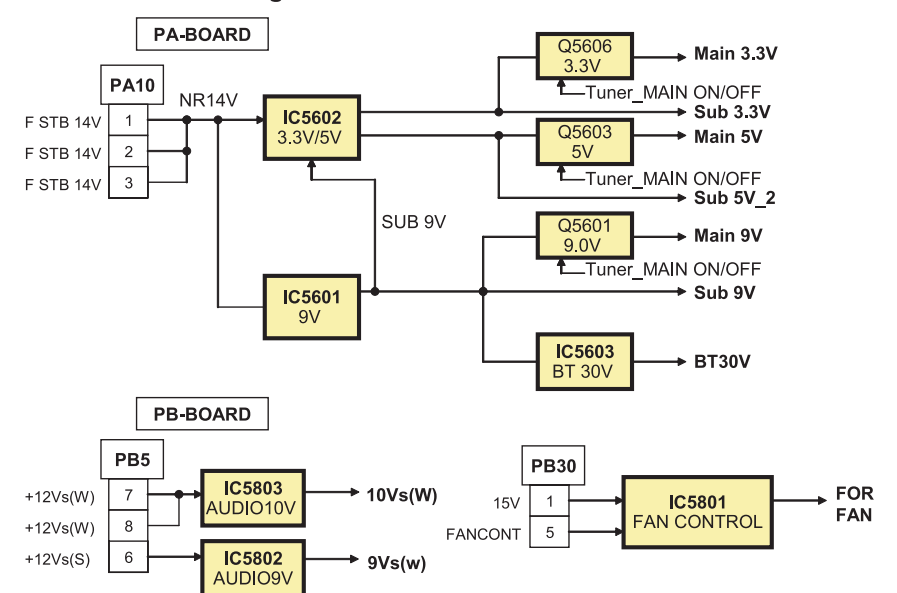 PA-BOARD
PA10
NR14V
F STB 14V 1
F STB 14V 2
F STB 14V 3
IC5602
3.3V/5V
Q5606
3.3V
Main 3.3V
Tuner_MAIN ON/OFF
Sub 3.3V
Q5603
5V
Main 5V
Tuner_MAIN ON/OFF
Sub 5V_2
SUB 9V
Q5601
9.0V
Main 9V
Tuner_MAIN ON/OFF
IC5601
9V
Sub 9V
IC5603
BT 30V
BT30V
PB-BOARD
PB5
+12Vs(W) 7
+12Vs(W) 8
+12Vs(S) 6
IC5803
AUDIO10V
10Vs(W)
IC5802
AUDIO9V
9Vs(w)
PB30
15V 1
FANCONT 5
IC5801
FAN CONTROL
FOR
FAN